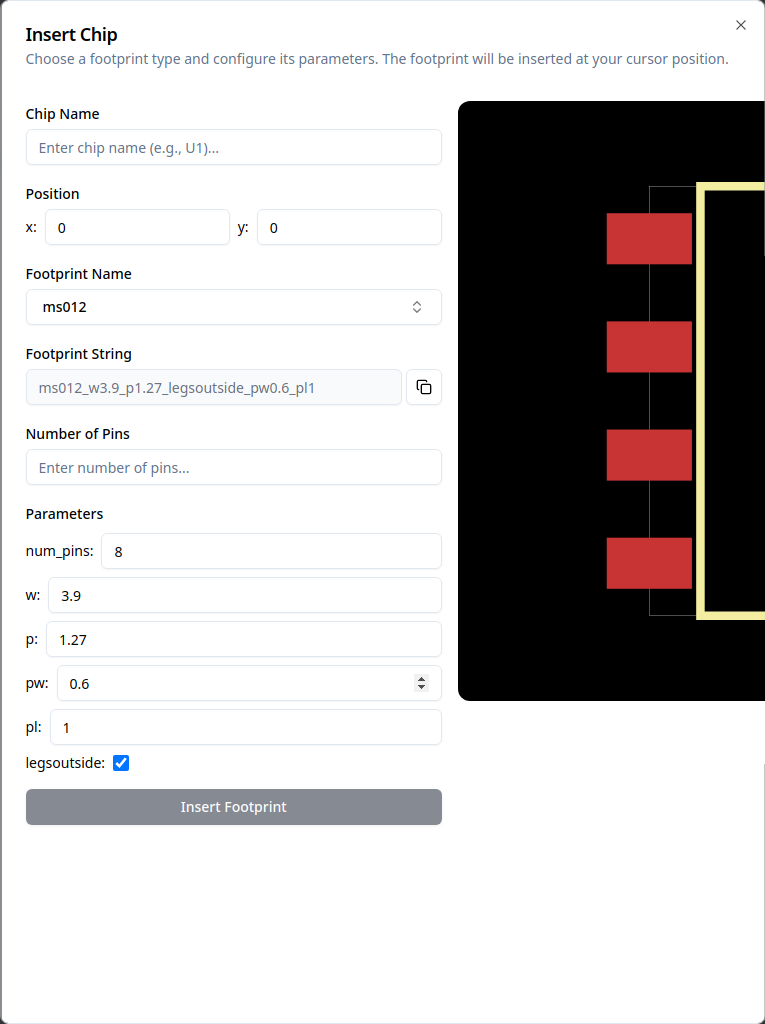 Insert Chip
Choose a footprint type and configure its parameters. The footprint will be inserted at your cursor position.
Chip Name
Enter chip name (e.g., U1)...
Position
x: 0 y: 0
Footprint Name
ms012
Footprint String
ms012_w3.9_p1.27_legsoutside_pw0.6_pl1
Number of Pins
Enter number of pins...
Parameters
num_pins: 8
w: 3.9
p: 1.27
pw: 0.6
pl: 1
legsoutside:
Insert Footprint